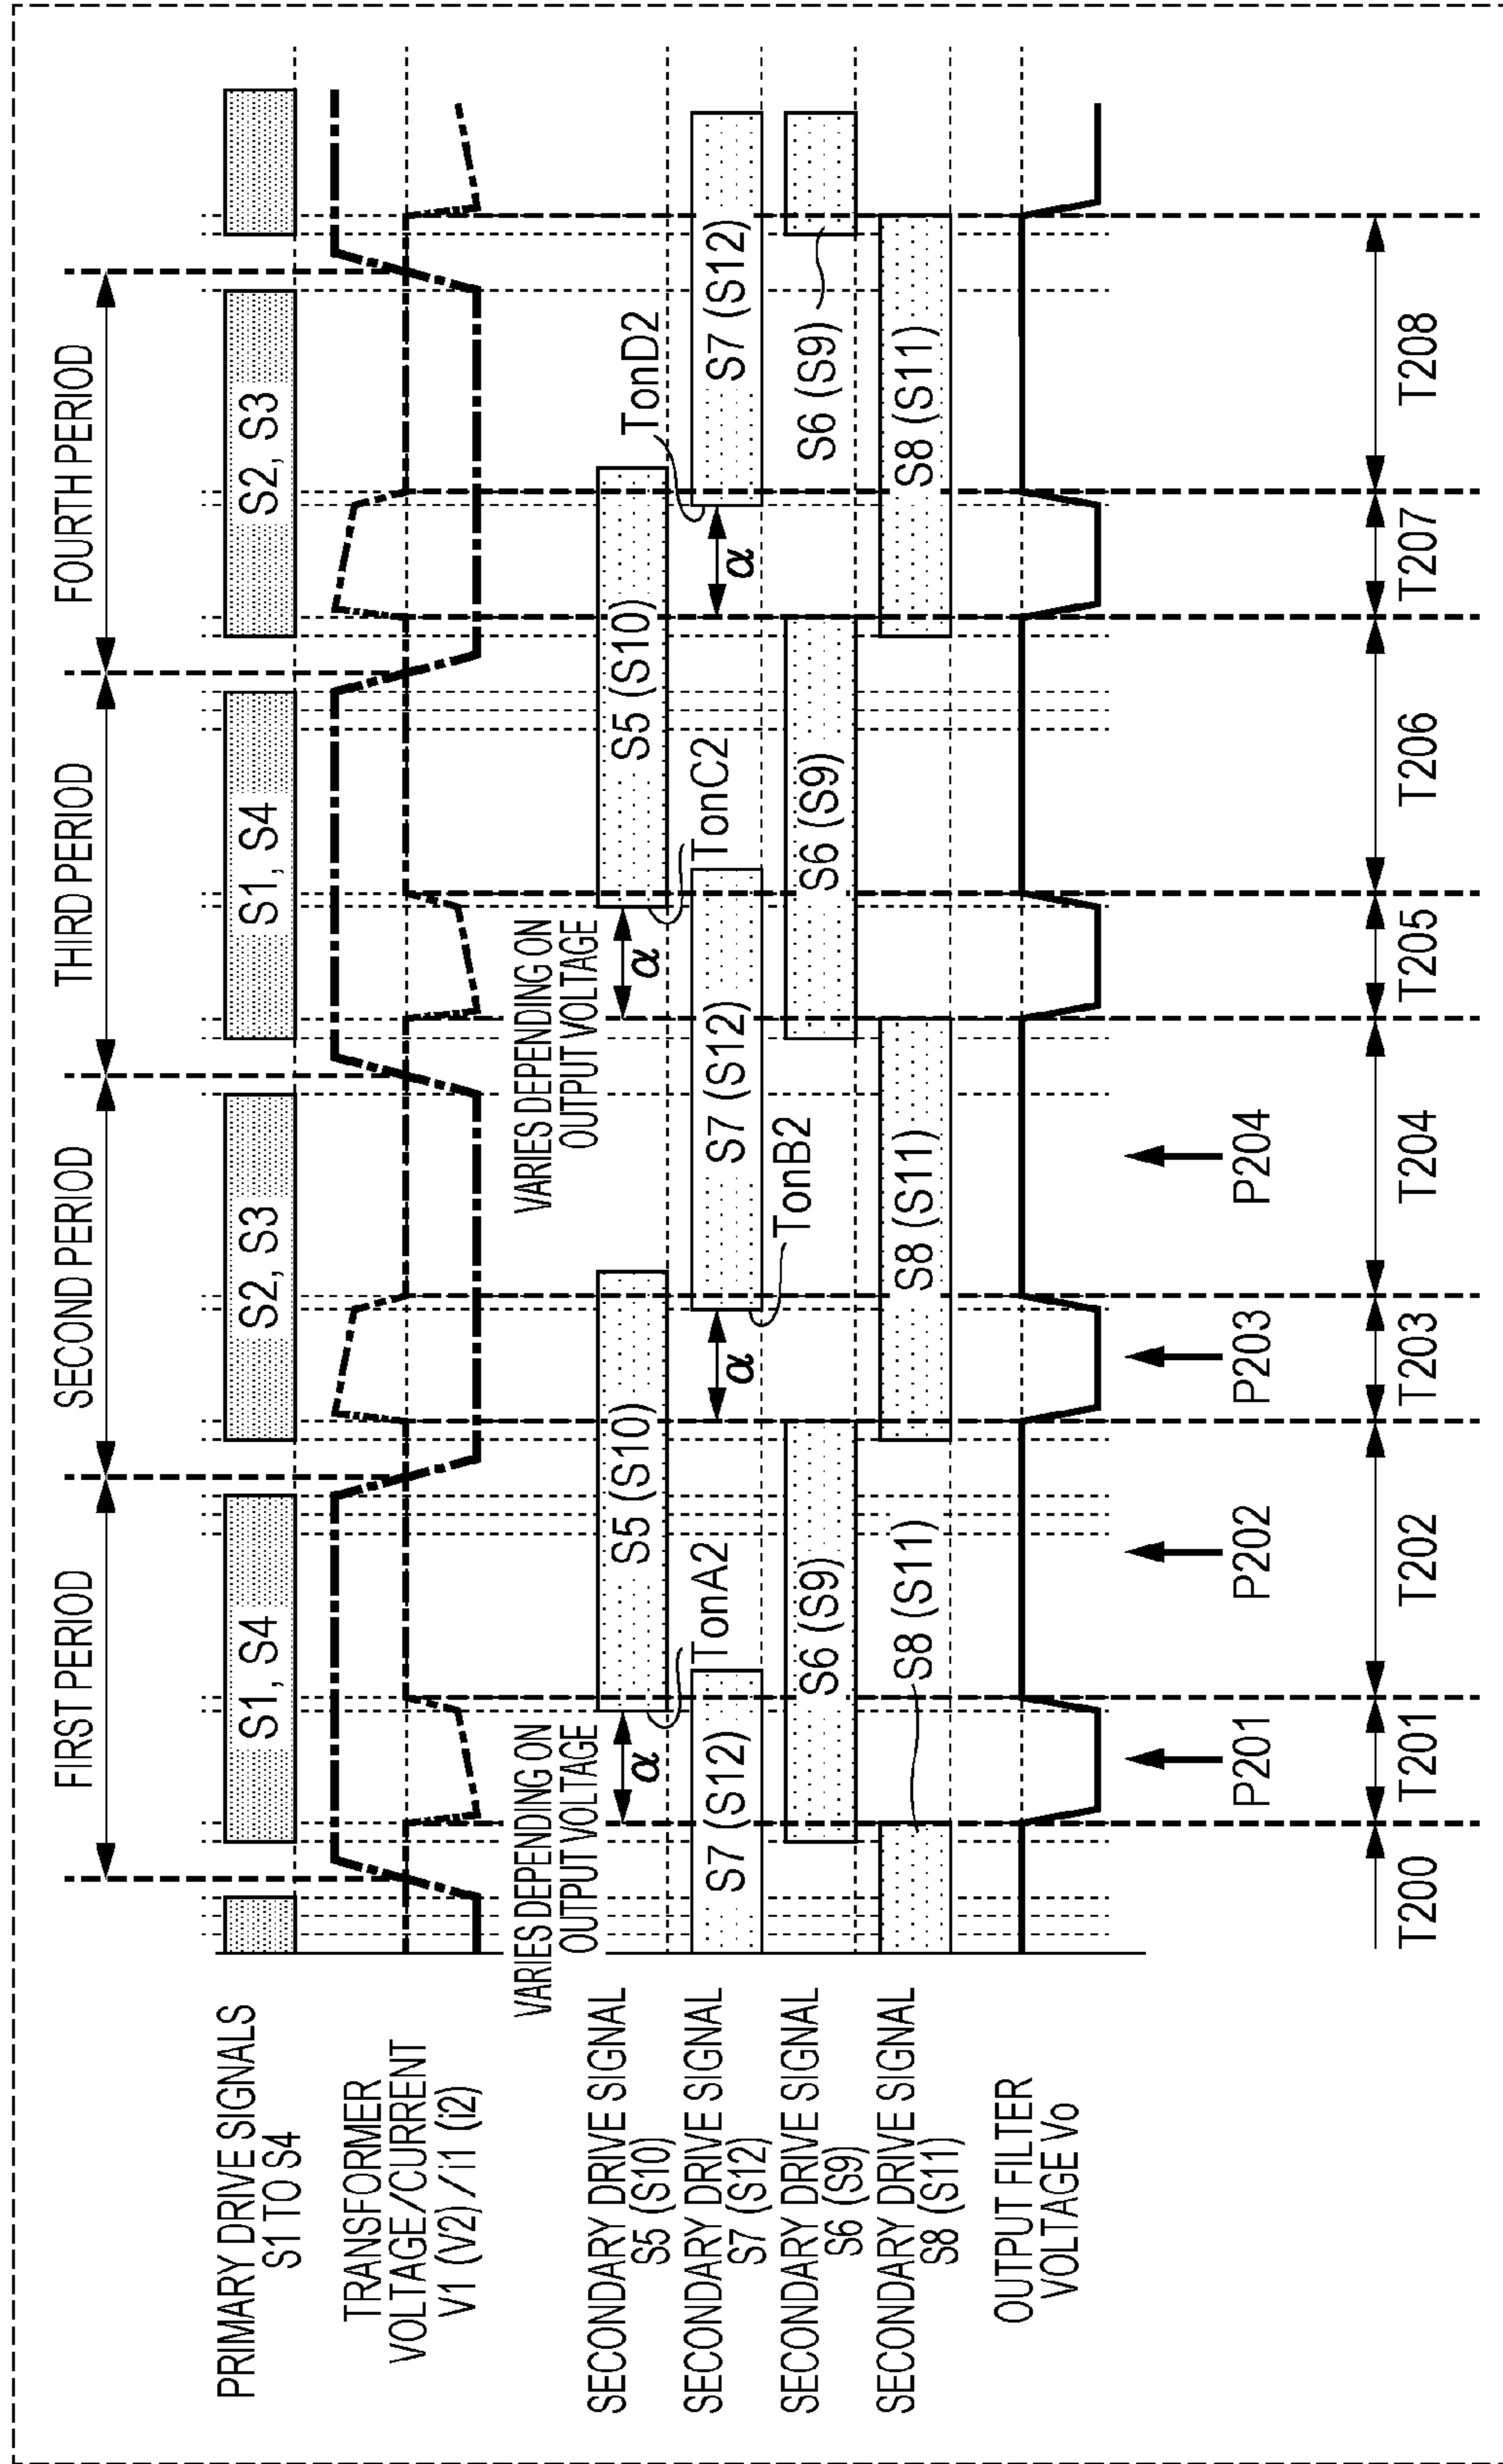 FIRST PERIOD
SECOND PERIOD
THIRD PERIOD
FOURTH PERIOD
PRIMARY DRIVE SIGNALS
S1 TO S4
S1, S4
S2, S3
S1, S4
S2, S3
TRANSFORMER
VOLTAGE/CURRENT
V1 (V2)/i1 (i2)
VARIES DEPENDING ON
OUTPUT VOLTAGE
VARIES DEPENDING ON
OUTPUT VOLTAGE
SECONDARY DRIVE SIGNAL
S5 (S10)
α
S5 (S10)
α
S5 (S10)
TonD2
TonA2
TonC2
SECONDARY DRIVE SIGNAL
S7 (S12)
S7 (S12)
α
S7 (S12)
α
S7 (S12)
TonB2
SECONDARY DRIVE SIGNAL
S6 (S9)
S6 (S9)
S6 (S9)
S6 (S9)
SECONDARY DRIVE SIGNAL
S8 (S11)
S8 (S11)
S8 (S11)
S8 (S11)
OUTPUT FILTER
VOLTAGE Vo
P201
P202
P203
P204
T200
T201
T202
T203
T204
T205
T206
T207
T208